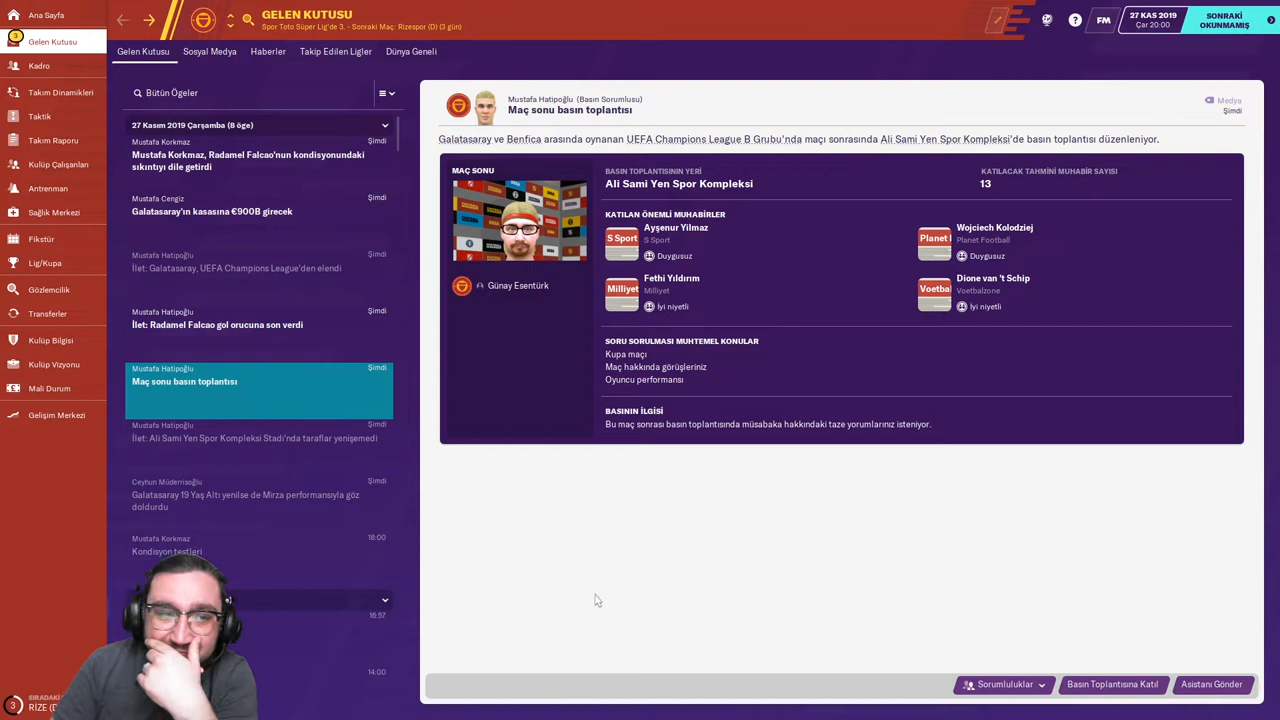 Ana Sayfa
3
Gelen Kutusu
Kadro
Takım Dinamikleri
Taktik
Takım Raporu
Kulüp Çalışanları
Antrenman
Sağlık Merkezi
Fikstür
Lig/Kupa
Gözlemcilik
Transferler
Kulüp Bilgisi
Kulüp Vizyonu
Mali Durum
Gelişim Merkezi
3
GELEN KUTUSU
Spor Toto Süper Lig'de 3. - Sonraki Maç: Rizespor (D) (3 gün)
FM
27 KAS 2019
Çar 20:00
SONRAKİ
OKUNMAMIŞ
Gelen Kutusu
Sosyal Medya
Haberler
Takip Edilen Ligler
Dünya Geneli
Bütün Ögeler
27 Kasım 2019 Çarşamba (8 öge)
Mustafa Korkmaz
Şimdi
Mustafa Korkmaz, Radamel Falcao'nun kondisyonundaki
sıkıntıyı dile getirdi
Mustafa Cengiz
Şimdi
Galatasaray'ın kasasına €900B girecek
Mustafa Hatipoğlu
Şimdi
İlet: Galatasaray, UEFA Champions League'den elendi
Mustafa Hatipoğlu
Şimdi
İlet: Radamel Falcao gol orucuna son verdi
Mustafa Hatipoğlu
Şimdi
Maç sonu basın toplantısı
Mustafa Hatipoğlu
Şimdi
İlet: Ali Sami Yen Spor Kompleksi Stadı'nda taraflar yenişemedi
Ceyhun Müderrisoğlu
Şimdi
Galatasaray 19 Yaş Altı yenilse de Mirza performansıyla göz
doldurdu
Mustafa Korkmaz
18:00
Kondisyon testleri
16:57
14:00
Mustafa Hatipoğlu (Basın Sorumlusu)
Maç sonu basın toplantısı
Medya
Şimdi
Galatasaray ve Benfica arasında oynanan UEFA Champions League B Grubu'nda maçı sonrasında Ali Sami Yen Spor Kompleksi'de basın toplantı düzenleniyor.
MAÇ SONU
Günay Esentürk
BASIN TOPLANTISININ YERİ
Ali Sami Yen Spor Kompleksi
KATILACAK TAHMİNİ MUHABİR SAYISI
13
KATILAN ÖNEMLİ MUHABİRLER
S Sport
Ayşenur Yilmaz
S Sport
Duygusuz
Planet
Wojciech Kolodziej
Planet Football
Duygusuz
Milliyet
Fethi Yıldırım
Milliyet
İyi niyetli
Voetbal
Dione van 't Schip
Voetbalzone
İyi niyetli
SORU SORULMASI MUHTEMEL KONULAR
Kupa maçı
Maç hakkında görüşleriniz
Oyuncu performansı
BASININ İLGİSİ
Bu maç sonrası basın toplantısında müsabaka hakkındaki taze yorumlarınız isteniyor.
Sorumluluklar
Basın Toplantısına Katıl
Asistanı Gönder